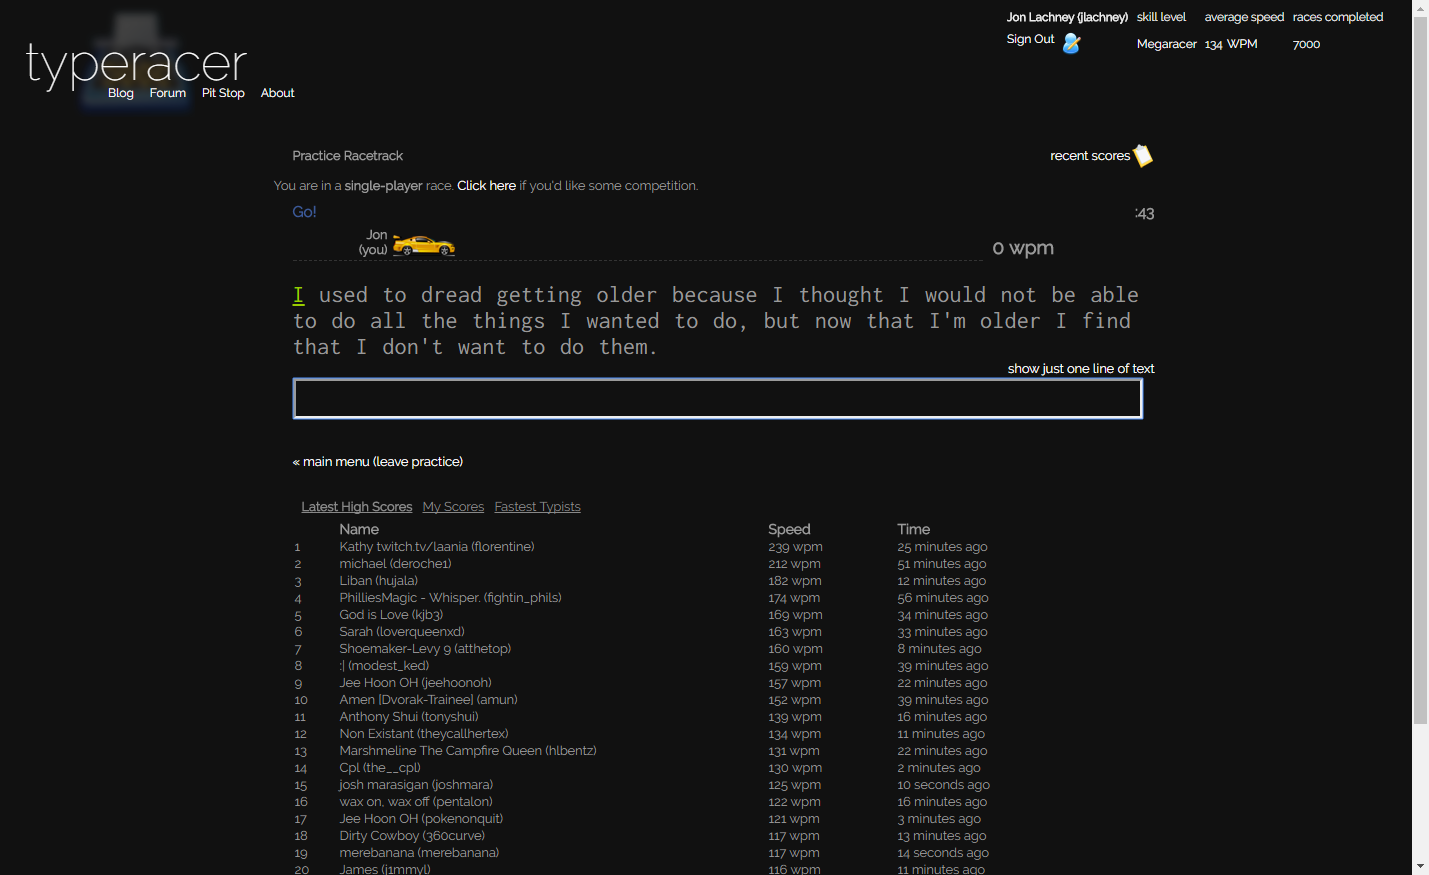 typeracer
Blog Forum Pit Stop About
Jon Lachney (jlachney) skill level average speed races completed
Sign Out Megaracer 134 WPM 7000
Practice Racetrack recent scores
You are in a single-player race. Click here if you'd like some competition.
Go! :43
Jon
(you) 0 wpm
I used to dread getting older because I thought I would not be able
to do all the things I wanted to do, but now that I'm older I find
that I don't want to do them.
show just one line of text
« main menu (leave practice)
Latest High Scores My Scores Fastest Typists
Name Speed Time
1 Kathy twitch.tv/laania (florentine) 239 wpm 25 minutes ago
2 michael (deroche1) 212 wpm 51 minutes ago
3 Liban (hujala) 182 wpm 12 minutes ago
4 PhilliesMagic - Whisper. (fightin_phils) 174 wpm 56 minutes ago
5 God is Love (kjb3) 169 wpm 34 minutes ago
6 Sarah (loverqueenxd) 163 wpm 33 minutes ago
7 Shoemaker-Levy 9 (atthetop) 160 wpm 8 minutes ago
8 :| (modest_ked) 159 wpm 39 minutes ago
9 Jee Hoon OH (jeehoonoh) 157 wpm 22 minutes ago
10 Amen [Dvorak-Trainee] (amun) 152 wpm 39 minutes ago
11 Anthony Shui (tonyshui) 139 wpm 16 minutes ago
12 Non Existant (theycallhertex) 134 wpm 11 minutes ago
13 Marshmeline The Campfire Queen (hlbentz) 131 wpm 22 minutes ago
14 Cpl (the__cpl) 130 wpm 2 minutes ago
15 josh marasigan (joshmara) 125 wpm 10 seconds ago
16 wax on, wax off (pentalon) 122 wpm 16 minutes ago
17 Jee Hoon OH (pokenonquit) 121 wpm 3 minutes ago
18 Dirty Cowboy (360curve) 117 wpm 13 minutes ago
19 merebanana (merebanana) 117 wpm 14 seconds ago
20 James (j1mmyl) 116 wpm 11 minutes ago